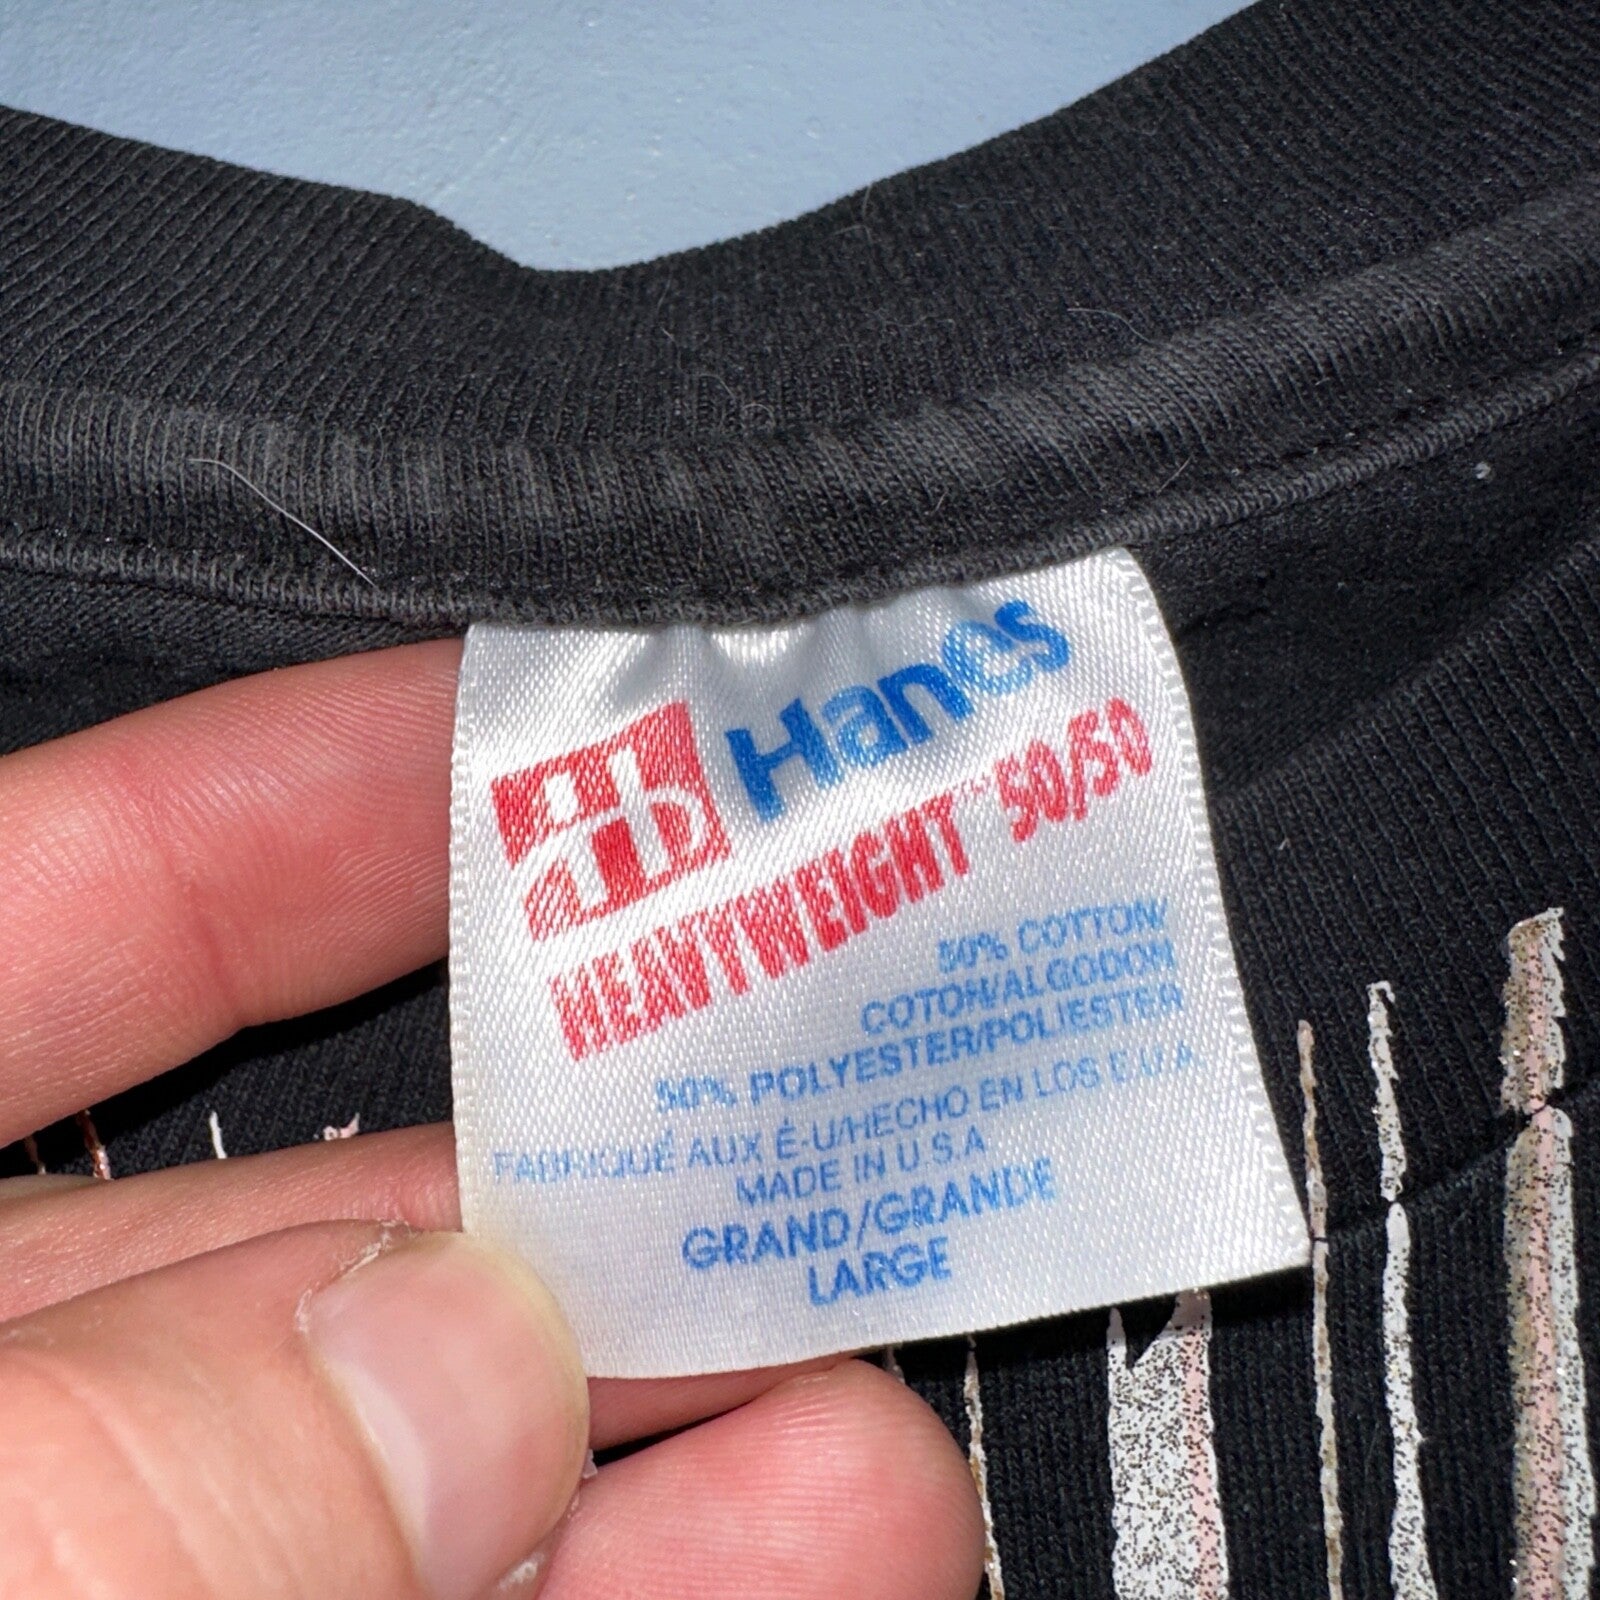 Hanes
HEAVYWEIGHT™ 50/50
50% COTTON/
COTON/ALGODON
50% POLYESTER/POLIESTER
FABRIQUÉ AUX É-U/HECHO EN LOS E.U.A.
MADE IN U.S.A
GRAND/GRANDE
LARGE